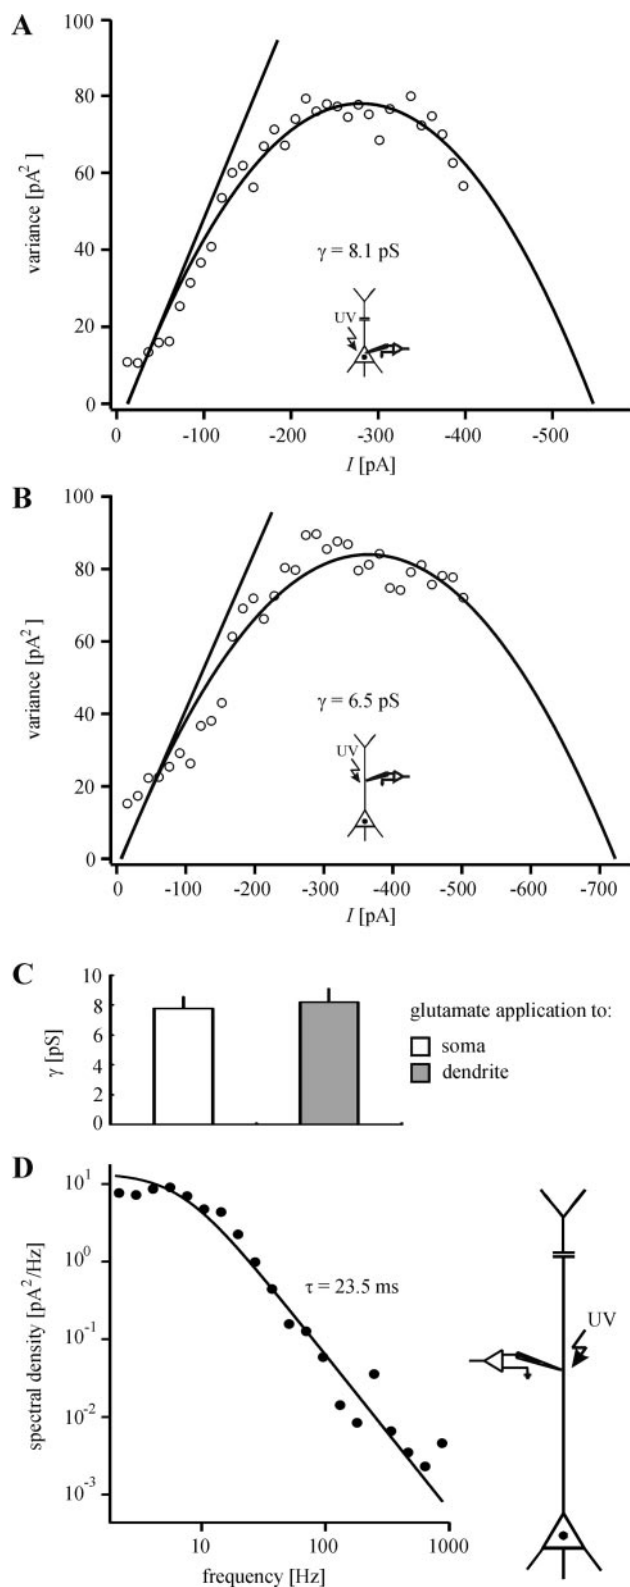 A
100
80
60
40
20
0
variance [pA²]
γ = 8.1 pS
UV
0 -100 -200 -300 -400 -500
I [pA]
B
100
80
60
40
20
0
variance [pA²]
γ = 6.5 pS
UV
0 -100 -200 -300 -400 -500 -600 -700
I [pA]
C
10
8
6
4
2
0
γ [pS]
glutamate application to:
soma
dendrite
D
10¹
10⁰
10⁻¹
10⁻²
10⁻³
spectral density [pA²/Hz]
τ = 23.5 ms
UV
10 100 1000
frequency [Hz]